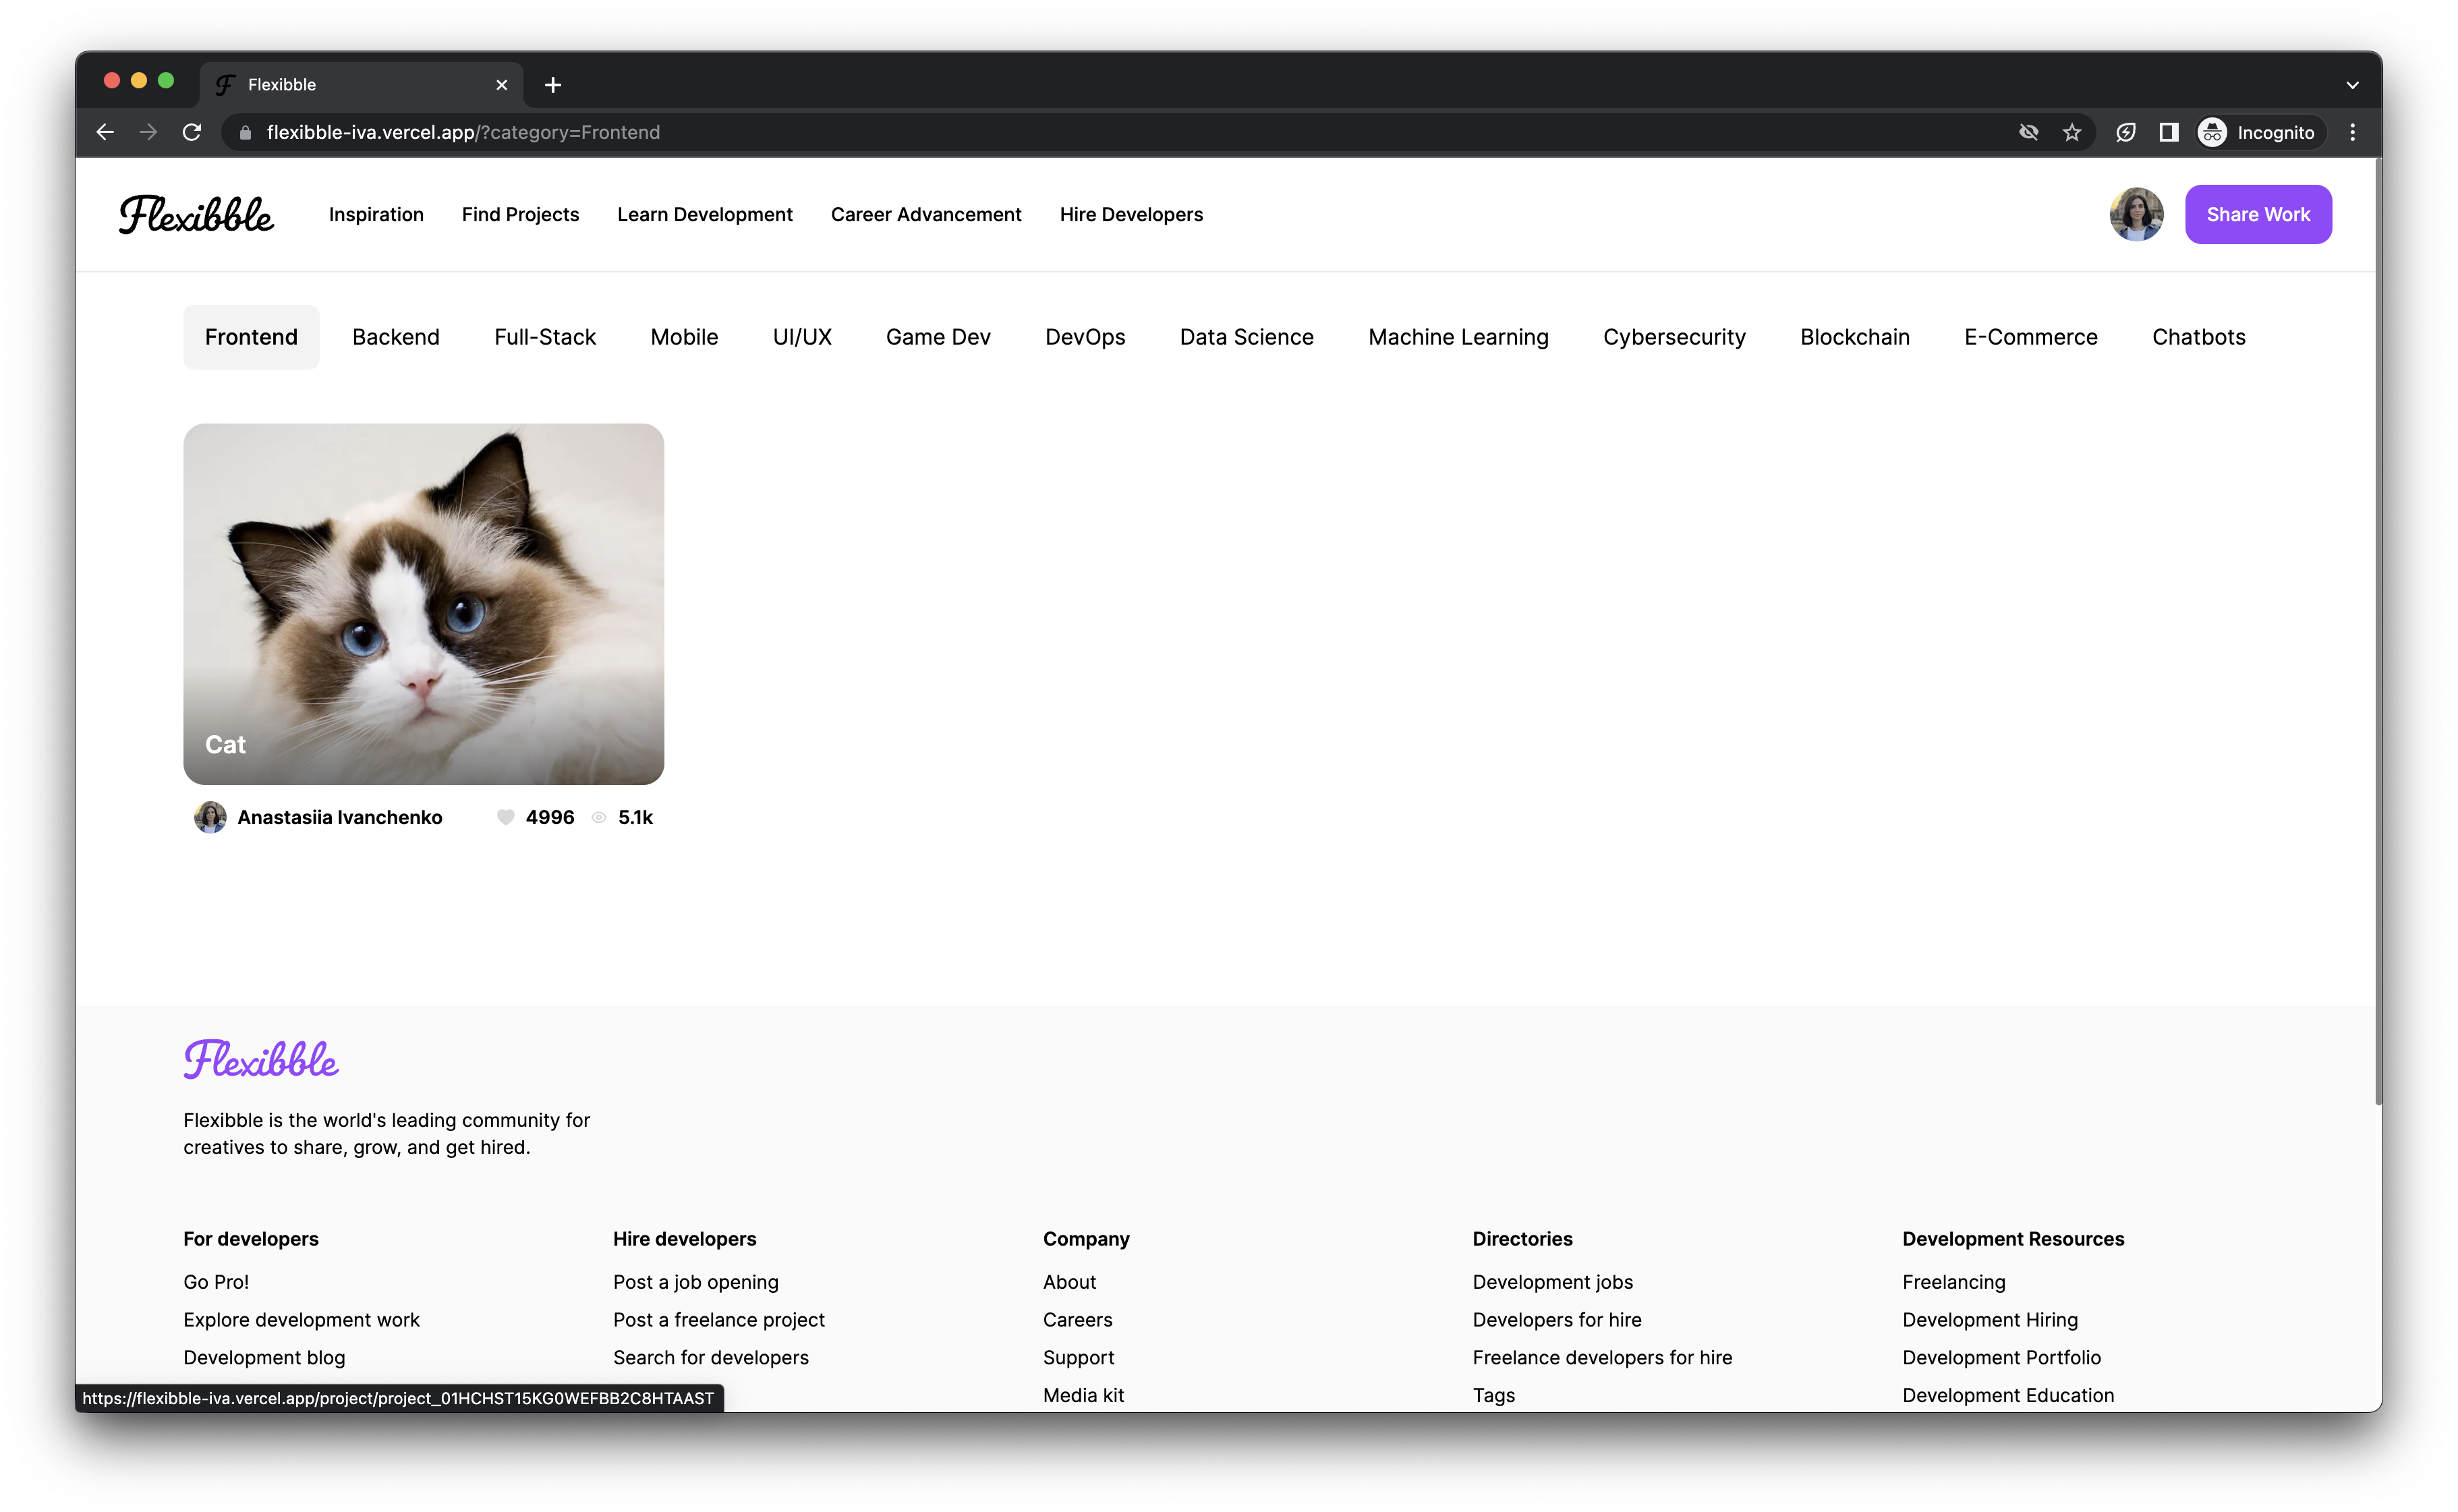 Flexibble
flexibble-iva.vercel.app/?category=Frontend
Incognito
Flexibble Inspiration Find Projects Learn Development Career Advancement Hire Developers Share Work
Frontend Backend Full-Stack Mobile UI/UX Game Dev DevOps Data Science Machine Learning Cybersecurity Blockchain E-Commerce Chatbots
Cat
Anastasiia Ivanchenko 4996 5.1k
Flexibble
Flexibble is the world's leading community for
creatives to share, grow, and get hired.
For developers Hire developers Company Directories Development Resources
Go Pro! Post a job opening About Development jobs Freelancing
Explore development work Post a freelance project Careers Developers for hire Development Hiring
Development blog Search for developers Support Freelance developers for hire Development Portfolio
Media kit Tags Development Education
https://flexibble-iva.vercel.app/project/project_01HCHST15KG0WEFBB2C8HTAAST